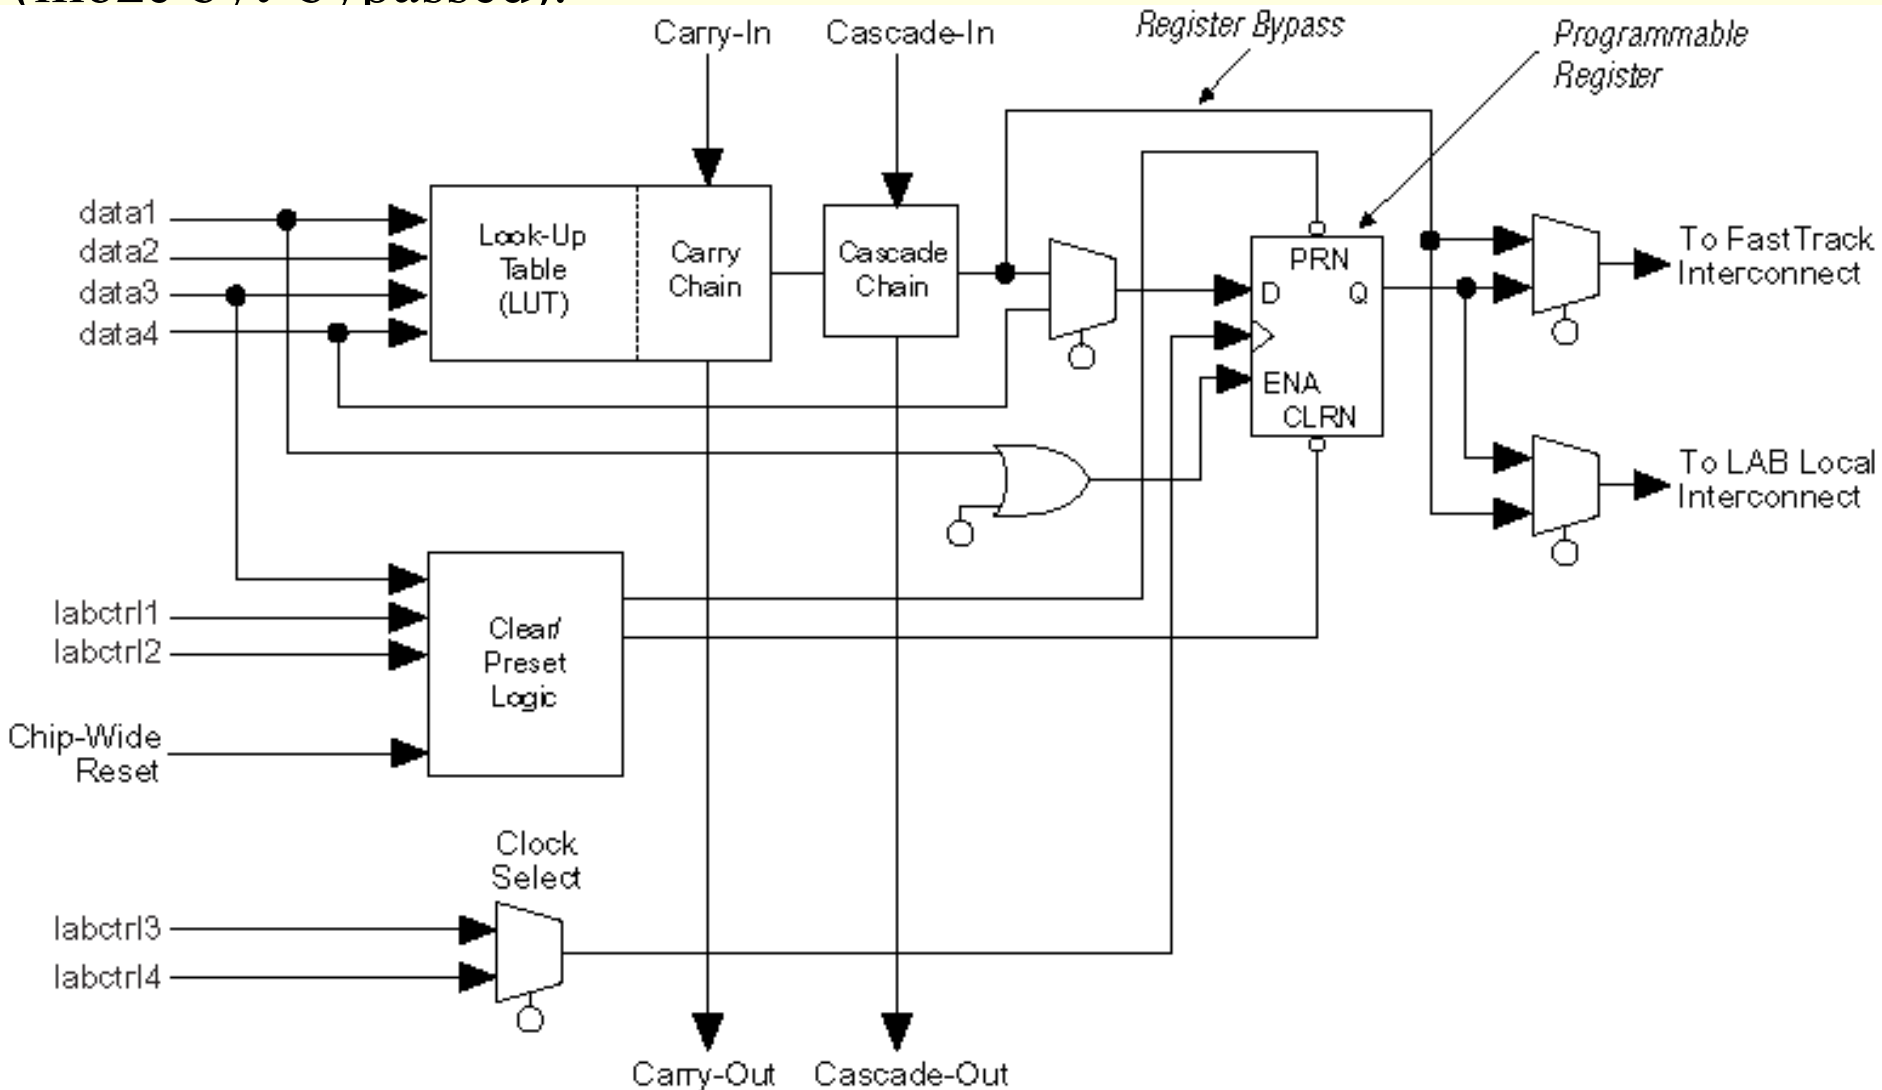 Carry-In
Cascade-In
Register Bypass
Programmable
Register
data1
data2
data3
data4
Look-Up
Table
(LUT)
Carry
Chain
Cascade
Chain
PRN
D
Q
ENA
CLRN
To FastTrack
Interconnect
To LAB Local
Interconnect
labctrl1
labctrl2
Clear/
Preset
Logic
Chip-Wide
Reset
Clock
Select
labctrl3
labctrl4
Carry-Out
Cascade-Out